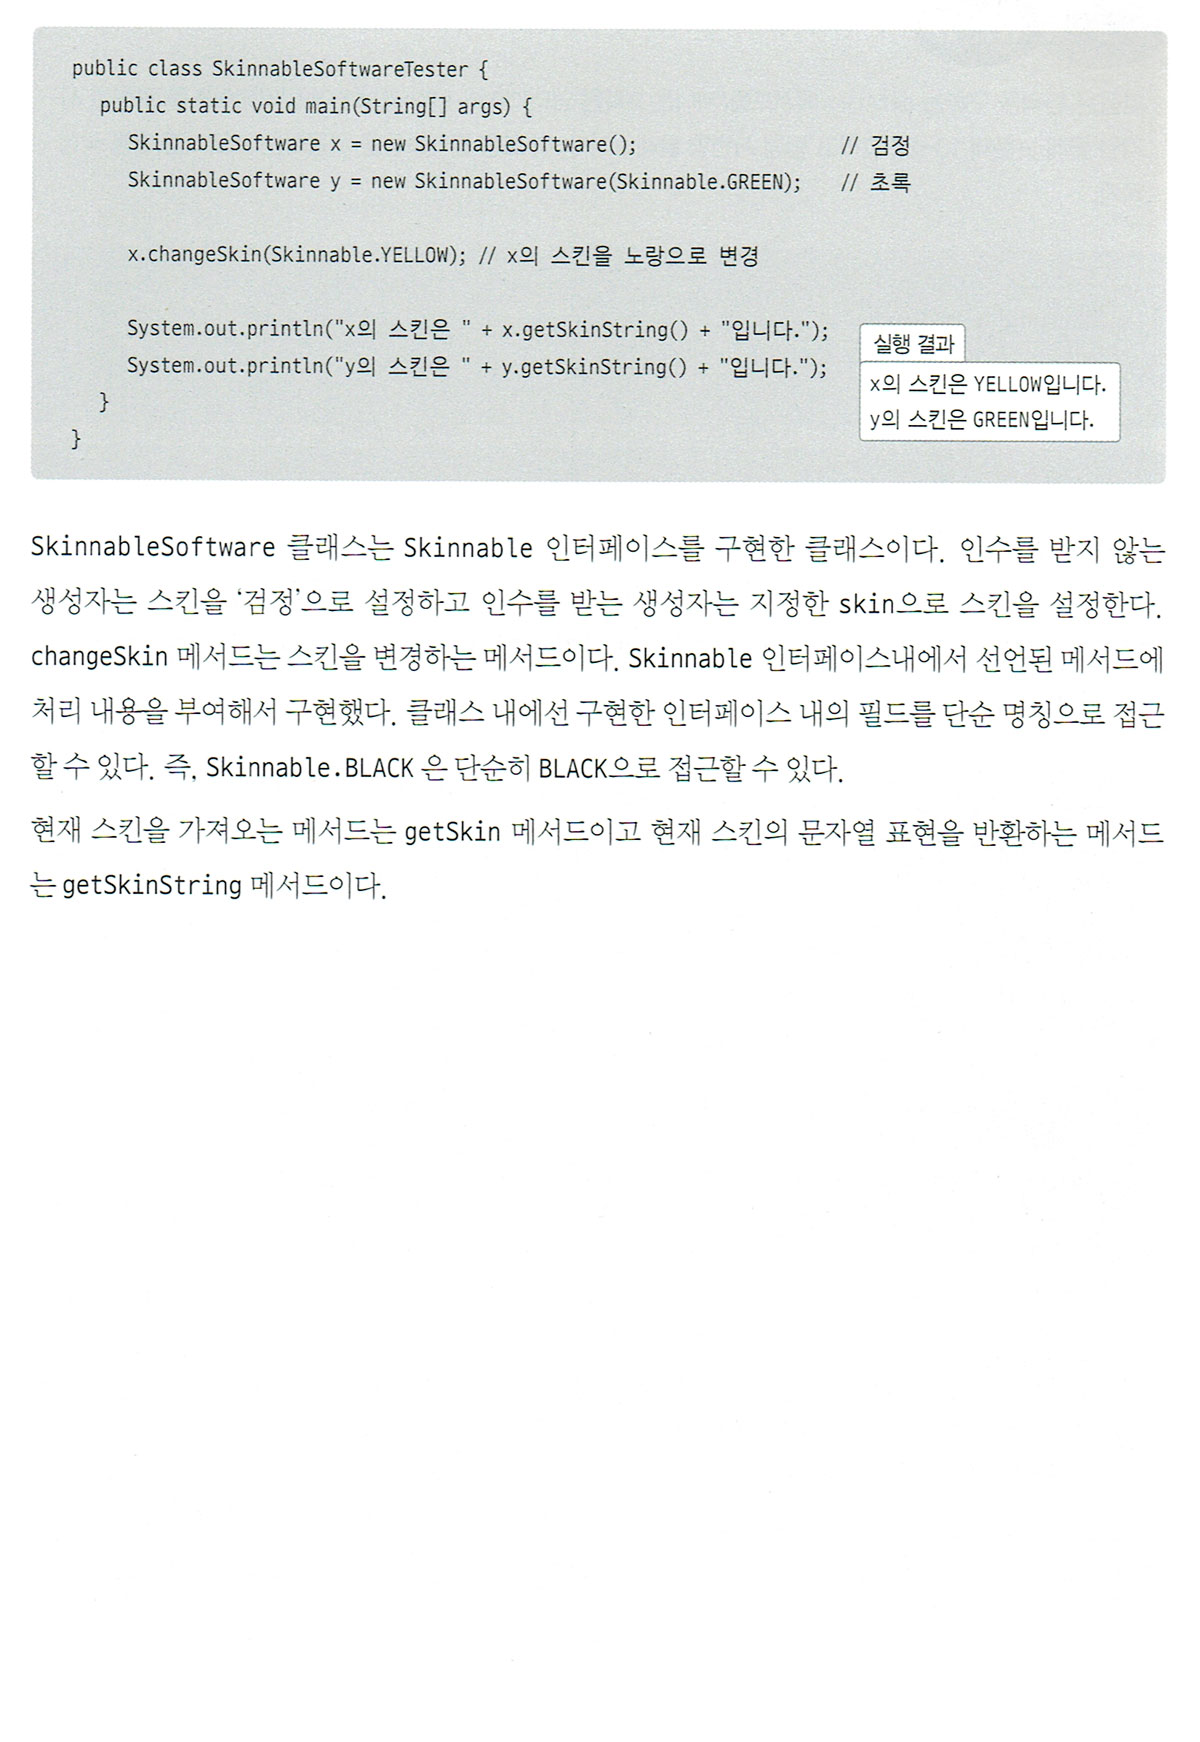 public class SkinnableSoftwareTester {
public static void main(String[] args) {
SkinnableSoftware x = new SkinnableSoftware(); // 검정
SkinnableSoftware y = new SkinnableSoftware(Skinnable.GREEN); // 초록
x.changeSkin(Skinnable.YELLOW); // x의 스킨을 노랑으로 변경
System.out.println("x의 스킨은 " + x.getSkinString() + "입니다.");
System.out.println("y의 스킨은 " + y.getSkinString() + "입니다.");
}
}
실행 결과
x의 스킨은 YELLOW입니다.
y의 스킨은 GREEN입니다.
SkinnableSoftware 클래스는 Skinnable 인터페이스를 구현한 클래스이다. 인수를 받지 않는
생성자는 스킨을 ‘검정’으로 설정하고 인수를 받는 생성자는 지정한 skin으로 스킨을 설정한다.
changeSkin 메서드는 스킨을 변경하는 메서드이다. Skinnable 인터페이스내에서 선언된 메서드에
처리 내용을 부여해서 구현했다. 클래스 내에선 구현한 인터페이스 내의 필드를 단순 명칭으로 접근
할 수 있다. 즉, Skinnable.BLACK 은 단순히 BLACK으로 접근할 수 있다.
현재 스킨을 가져오는 메서드는 getSkin 메서드이고 현재 스킨의 문자열 표현을 반환하는 메서드
는 getSkinString 메서드이다.